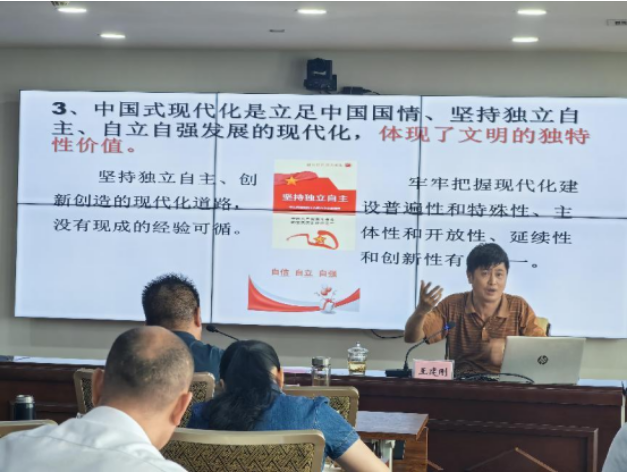 3、中国式现代化是立足中国国情、坚持独立自
主、自立自强发展的现代化，体现了文明的独特
性价值。
坚持独立自主、创
新创造的现代化道路，
没有现成的经验可循。
坚持独立自主
自信 自立 自强
牢牢把握现代化建
设普遍性和特殊性、主
体性和开放性、延续性
和创新性有
一。
王建刚
hp